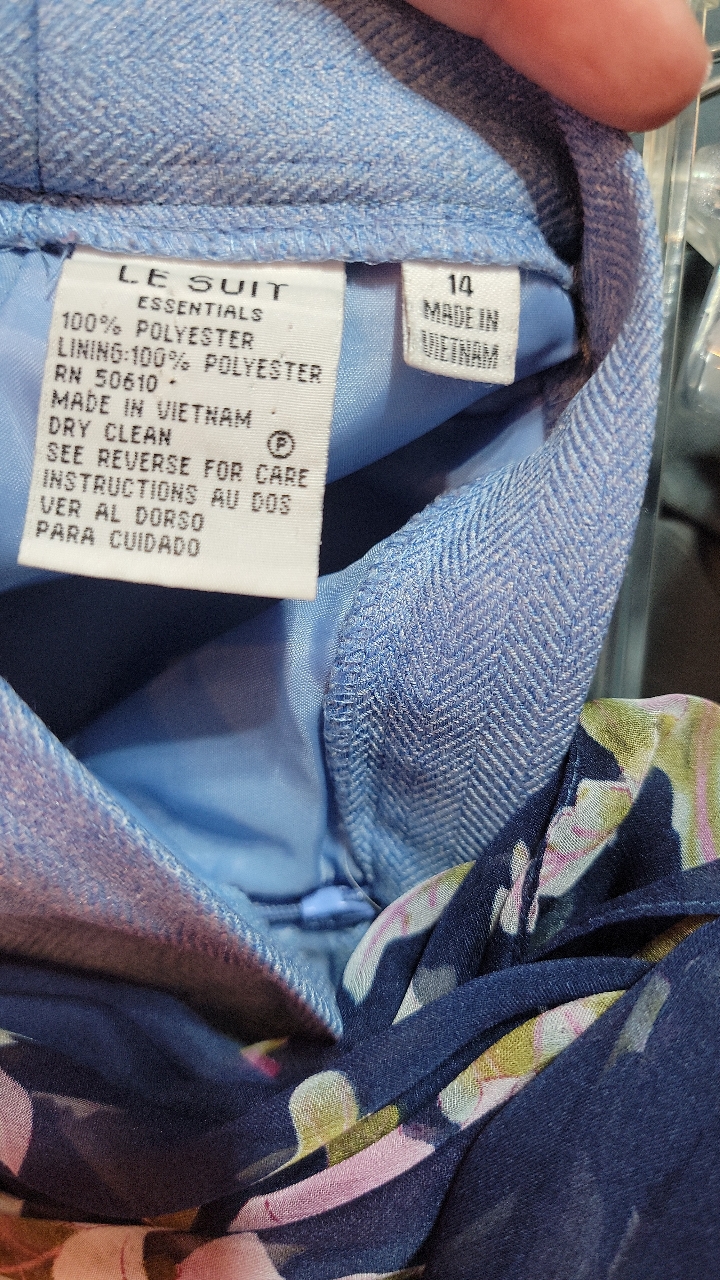 LE SUIT
ESSENTIALS
100% POLYESTER
LINING:100% POLYESTER
RN 50610
MADE IN VIETNAM
DRY CLEAN Ⓟ
SEE REVERSE FOR CARE
INSTRUCTIONS AU DOS
VER AL DORSO
PARA CUIDADO
14
MADE IN
VIETNAM